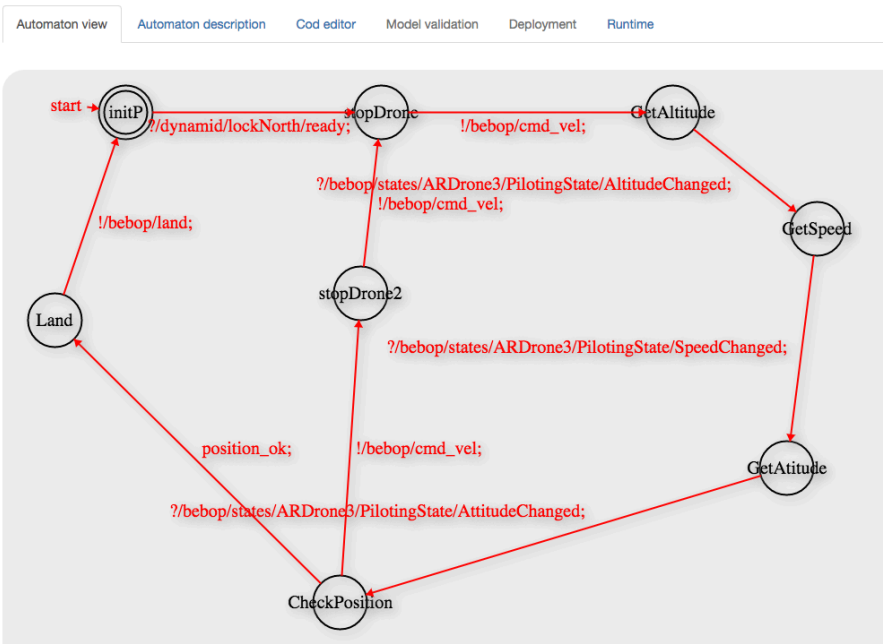 Automaton view Automaton description Cod editor Model validation Deployment Runtime
start initP stopDrone GetAltitude
?/dynamid/lockNorth/ready; !/bebop/cmd_vel;
?/bebop/states/ARDrone3/PilotingState/AltitudeChanged;
!/bebop/cmd_vel;
!/bebop/land;
GetSpeed
stopDrone2
Land
?/bebop/states/ARDrone3/PilotingState/SpeedChanged;
position_ok; !/bebop/cmd_vel;
GetAtitude
?/bebop/states/ARDrone3/PilotingState/AttitudeChanged;
CheckPosition